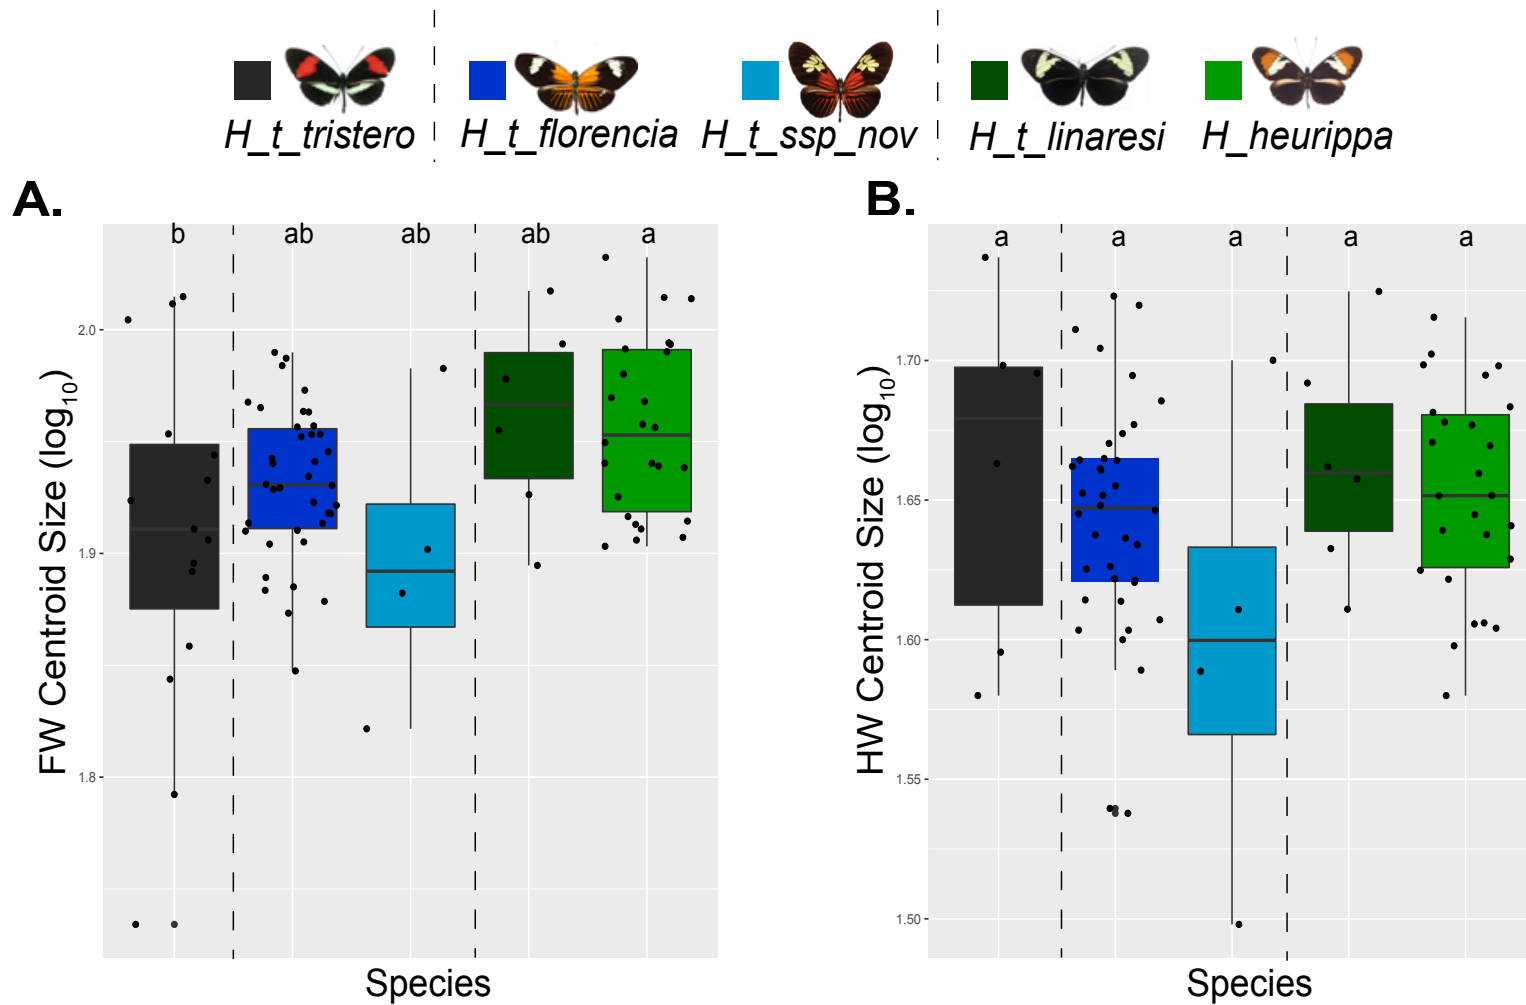 H_t_tristero
H_t_florencia
H_t_ssp_nov
H_t_linaresi
H_heurippa
A.
b
ab
ab
ab
a
2.0
1.9
1.8
FW Centroid Size (log10)
Species
B.
a
a
a
a
a
1.70
1.65
1.60
1.55
1.50
HW Centroid Size (log10)
Species